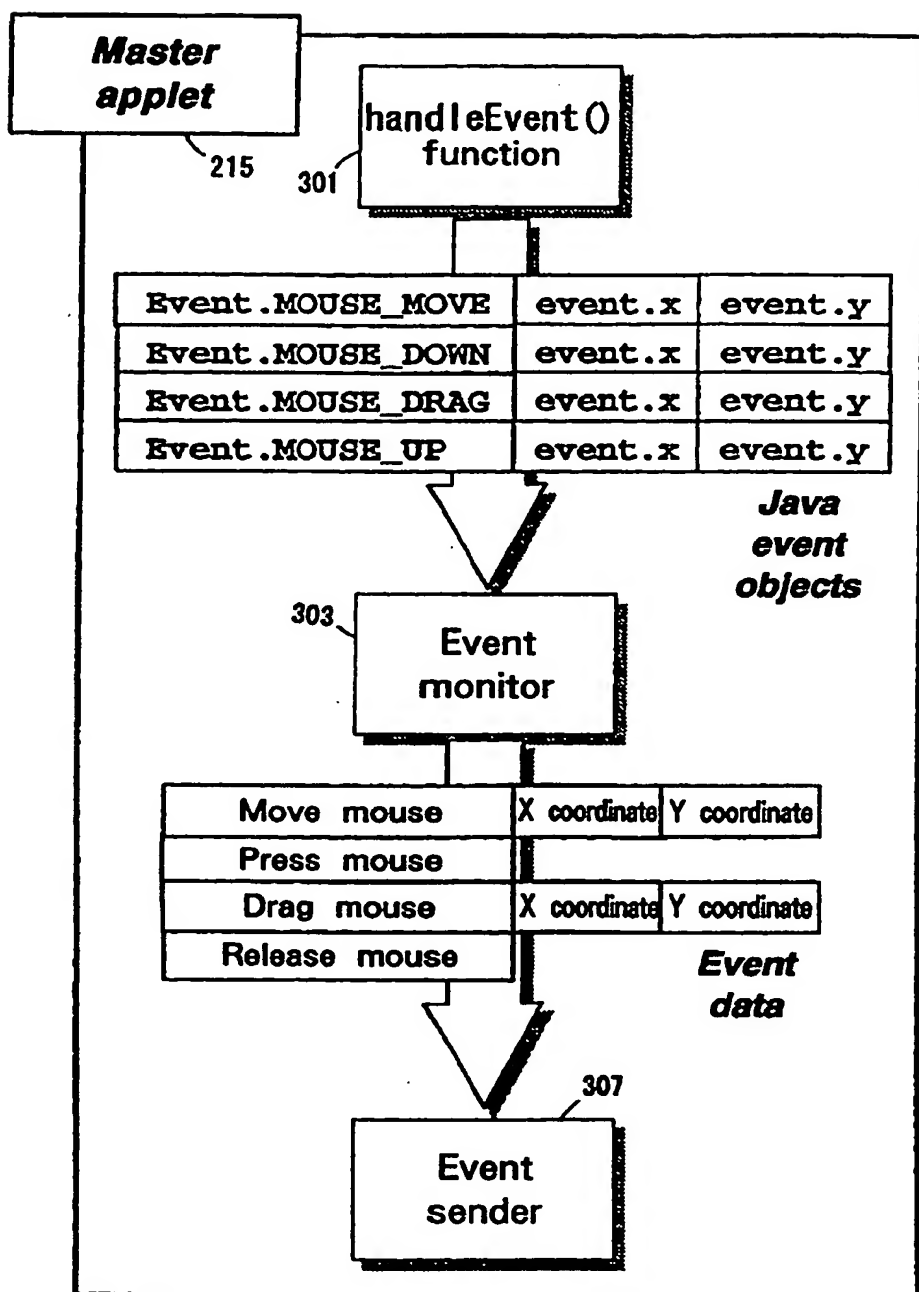 Master
applet
215
handleEvent()
function
301
Event.MOUSE_MOVE event.x event.y
Event.MOUSE_DOWN event.x event.y
Event.MOUSE_DRAG event.x event.y
Event.MOUSE_UP event.x event.y
Java
event
objects
303
Event
monitor
Move mouse X coordinate Y coordinate
Press mouse
Drag mouse X coordinate Y coordinate
Release mouse
Event
data
307
Event
sender